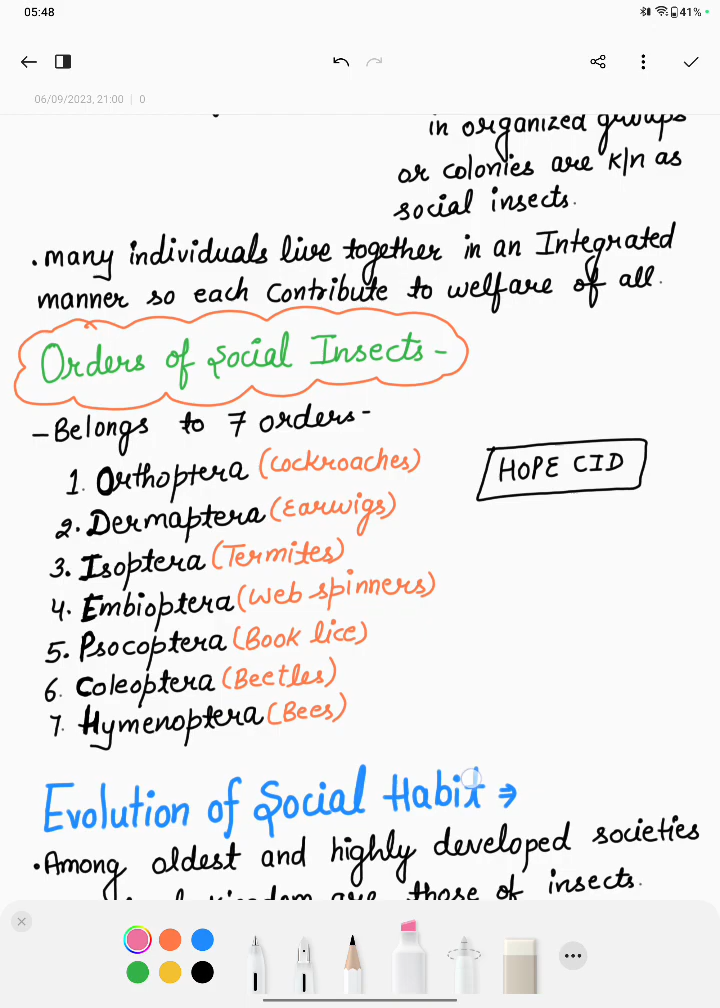 05:48
41%
06/09/2023, 21:00 | 0
in organized groups
or colonies are k/n as
social insects.
. many individuals live together in an Integrated
manner so each Contribute to welfare of all.
Orders of Social Insects -
- Belongs to 7 orders -
1. Orthoptera (Cockroaches)
HOPE CID
2. Dermaptera (Earwigs)
3. Isoptera (Termites)
4. Embioptera (Web spinners)
5. Psocoptera (Book lice)
6. Coleoptera (Beetles)
7. Hymenoptera (Bees)
Evolution of Social Habit ⇒
. Among oldest and highly developed societies
kingdom are those of insects.